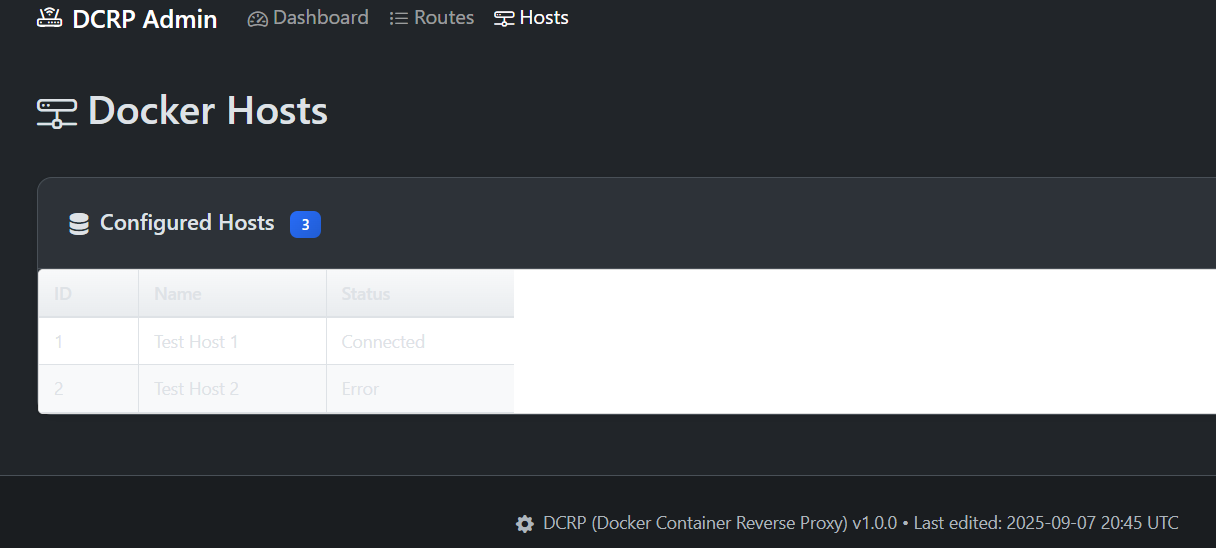 DCRP Admin Dashboard Routes Hosts
Docker Hosts
Configured Hosts 3
ID Name Status
1 Test Host 1 Connected
2 Test Host 2 Error
DCRP (Docker Container Reverse Proxy) v1.0.0 • Last edited: 2025-09-07 20:45 UTC